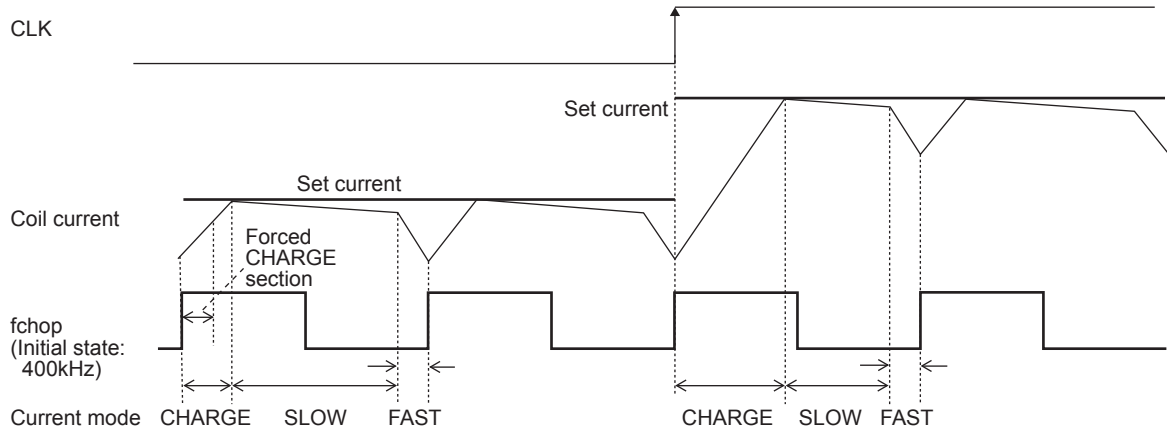 CLK
Set current
Set current
Coil current
Forced
CHARGE
section
fchop
(Initial state:
400kHz)
Current mode CHARGE SLOW FAST CHARGE SLOW FAST